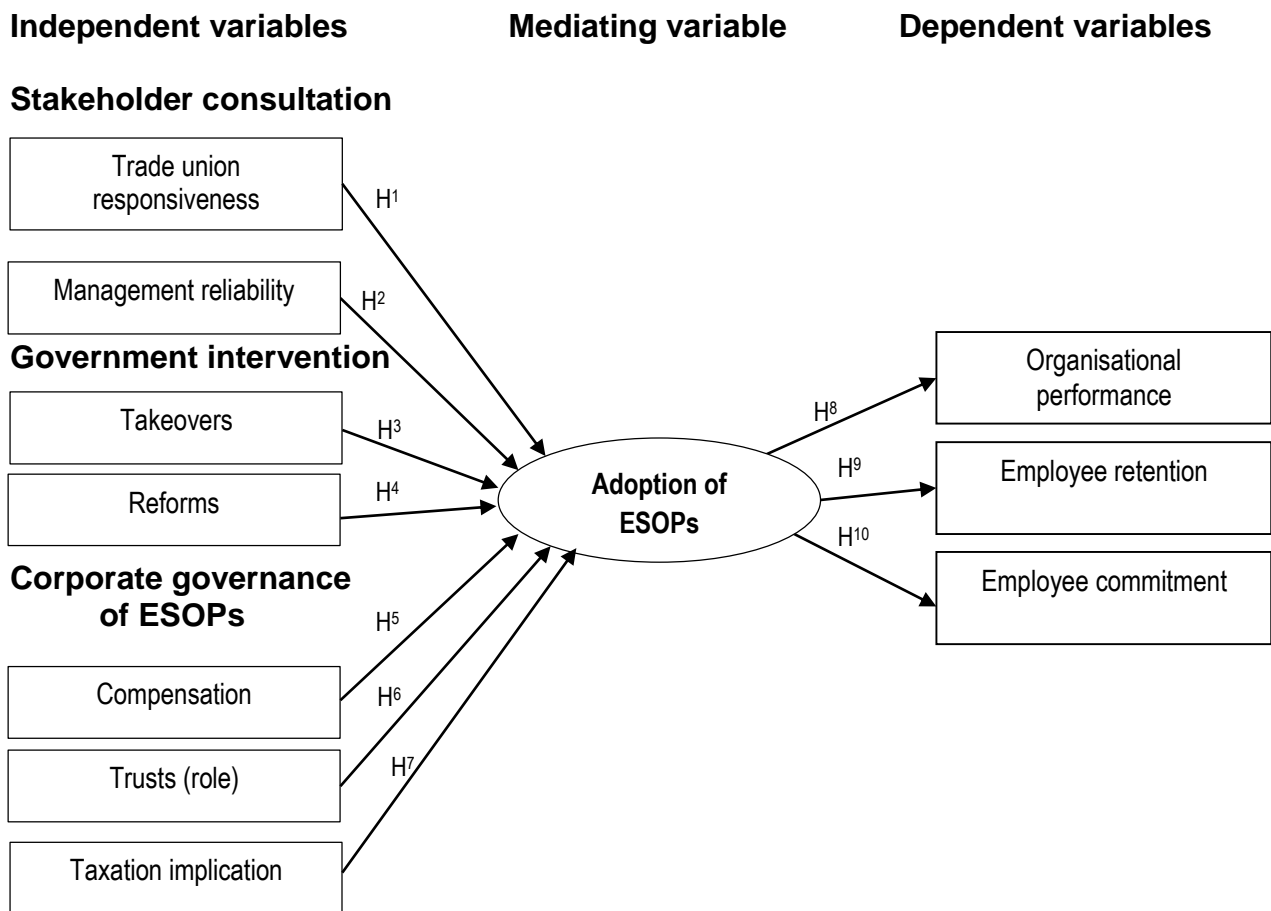 Independent variables
Mediating variable
Dependent variables
Stakeholder consultation
Trade union
responsiveness
H¹
Management reliability
H²
Government intervention
Takeovers
H³
Reforms
H⁴
Corporate governance
of ESOPs
Compensation
H⁵
Trusts (role)
H⁶
Taxation implication
H⁷
Adoption of
ESOPs
H⁸
Organisational
performance
H⁹
Employee retention
H¹⁰
Employee commitment